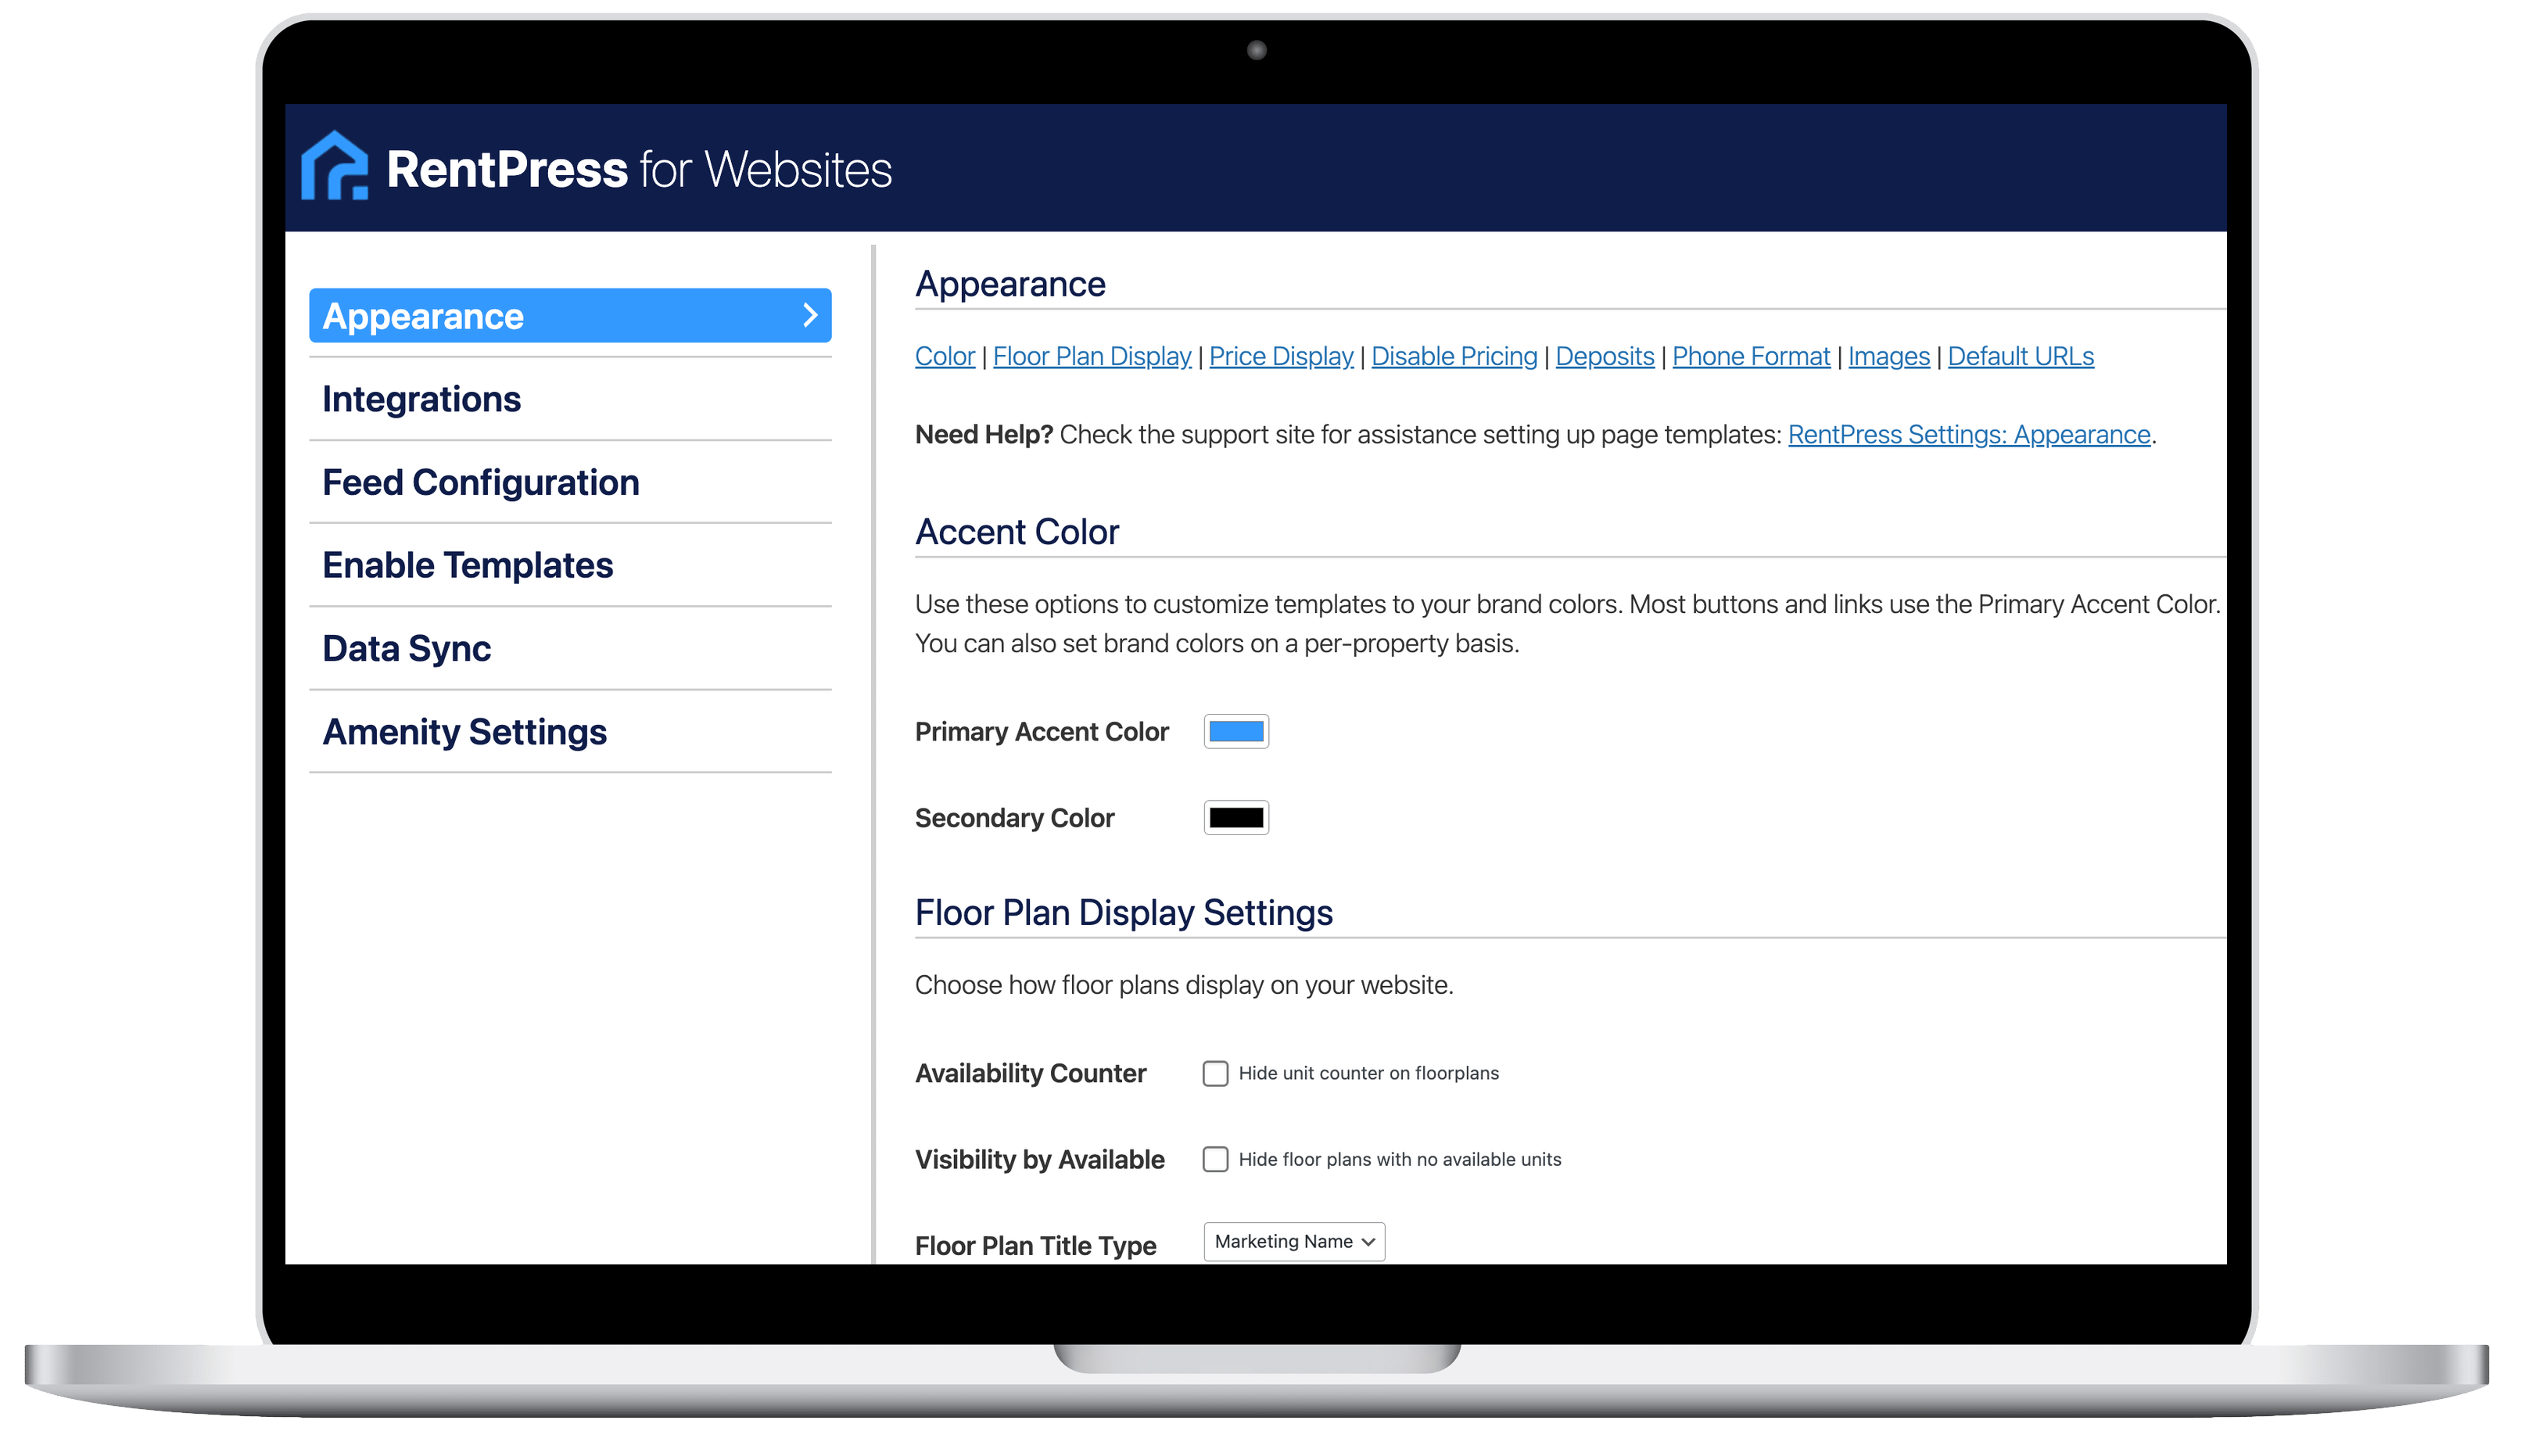 RentPress for Websites
Appearance
Integrations
Feed Configuration
Enable Templates
Data Sync
Amenity Settings
Appearance
Color | Floor Plan Display | Price Display | Disable Pricing | Deposits | Phone Format | Images | Default URLs
Need Help? Check the support site for assistance setting up page templates: RentPress Settings: Appearance.
Accent Color
Use these options to customize templates to your brand colors. Most buttons and links use the Primary Accent Color.
You can also set brand colors on a per-property basis.
Primary Accent Color
Secondary Color
Floor Plan Display Settings
Choose how floor plans display on your website.
Availability Counter Hide unit counter on floorplans
Visibility by Available Hide floor plans with no available units
Floor Plan Title Type Marketing Name